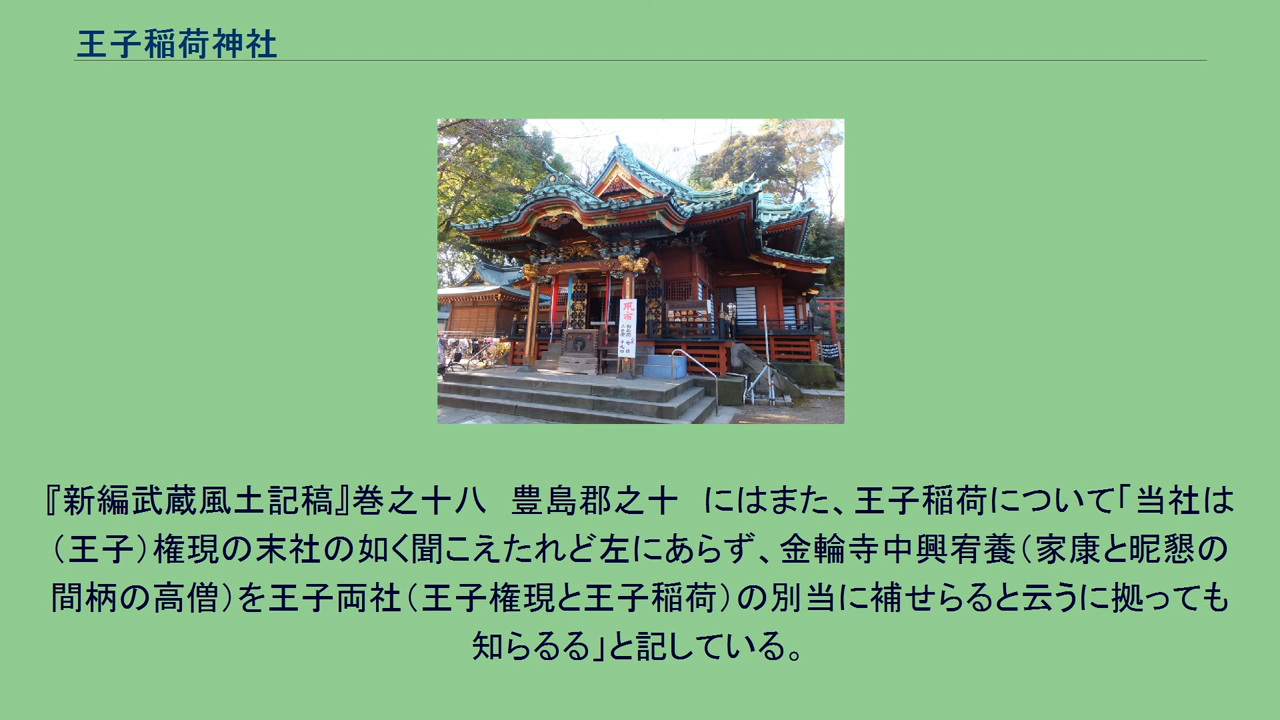 王子稲荷神社
『新編武蔵風土記稿』巻之十八　豊島郡之十　にはまた、王子稲荷について「当社は
（王子）権現の末社の如く聞こえたれど左にあらず、金輪寺中興宥養（家康と昵懇の
間柄の高僧）を王子両社（王子権現と王子稲荷）の別当に補せらると云うに拠っても
知らるる」と記している。